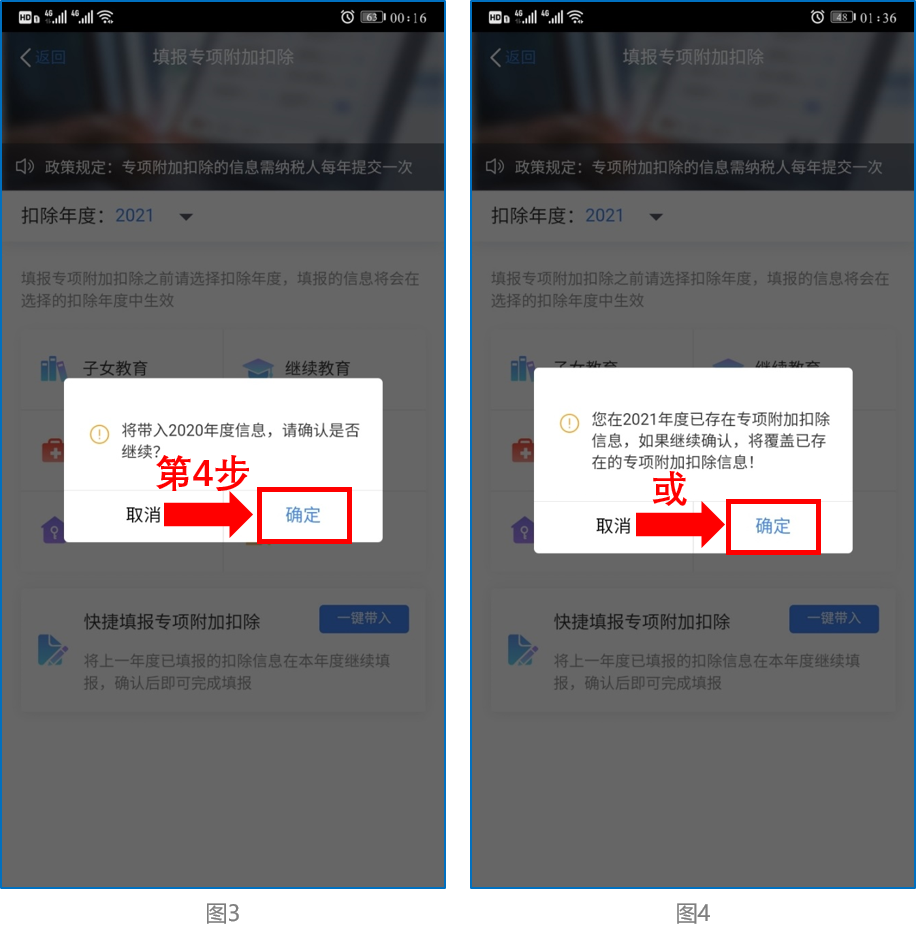 HD 4G 4G 63 00:16
返回
填报专项附加扣除
政策规定：专项附加扣除的信息需纳税人每年提交一次
扣除年度：2021
填报专项附加扣除之前请选择扣除年度，填报的信息将会在
选择的扣除年度中生效
子女教育
继续教育
将带入2020年度信息，请确认是否
继续？
第4步
取消
确定
快捷填报专项附加扣除
一键带入
将上一年度已填报的扣除信息在本年度继续填
报，确认后即可完成填报
图3
HD 4G 4G 48 01:36
返回
填报专项附加扣除
政策规定：专项附加扣除的信息需纳税人每年提交一次
扣除年度：2021
填报专项附加扣除之前请选择扣除年度，填报的信息将会在
选择的扣除年度中生效
子女教育
继续教育
您在2021年度已存在专项附加扣除
信息，如果继续确认，将覆盖已存
在的专项附加扣除信息！
或
取消
确定
快捷填报专项附加扣除
一键带入
将上一年度已填报的扣除信息在本年度继续填
报，确认后即可完成填报
图4